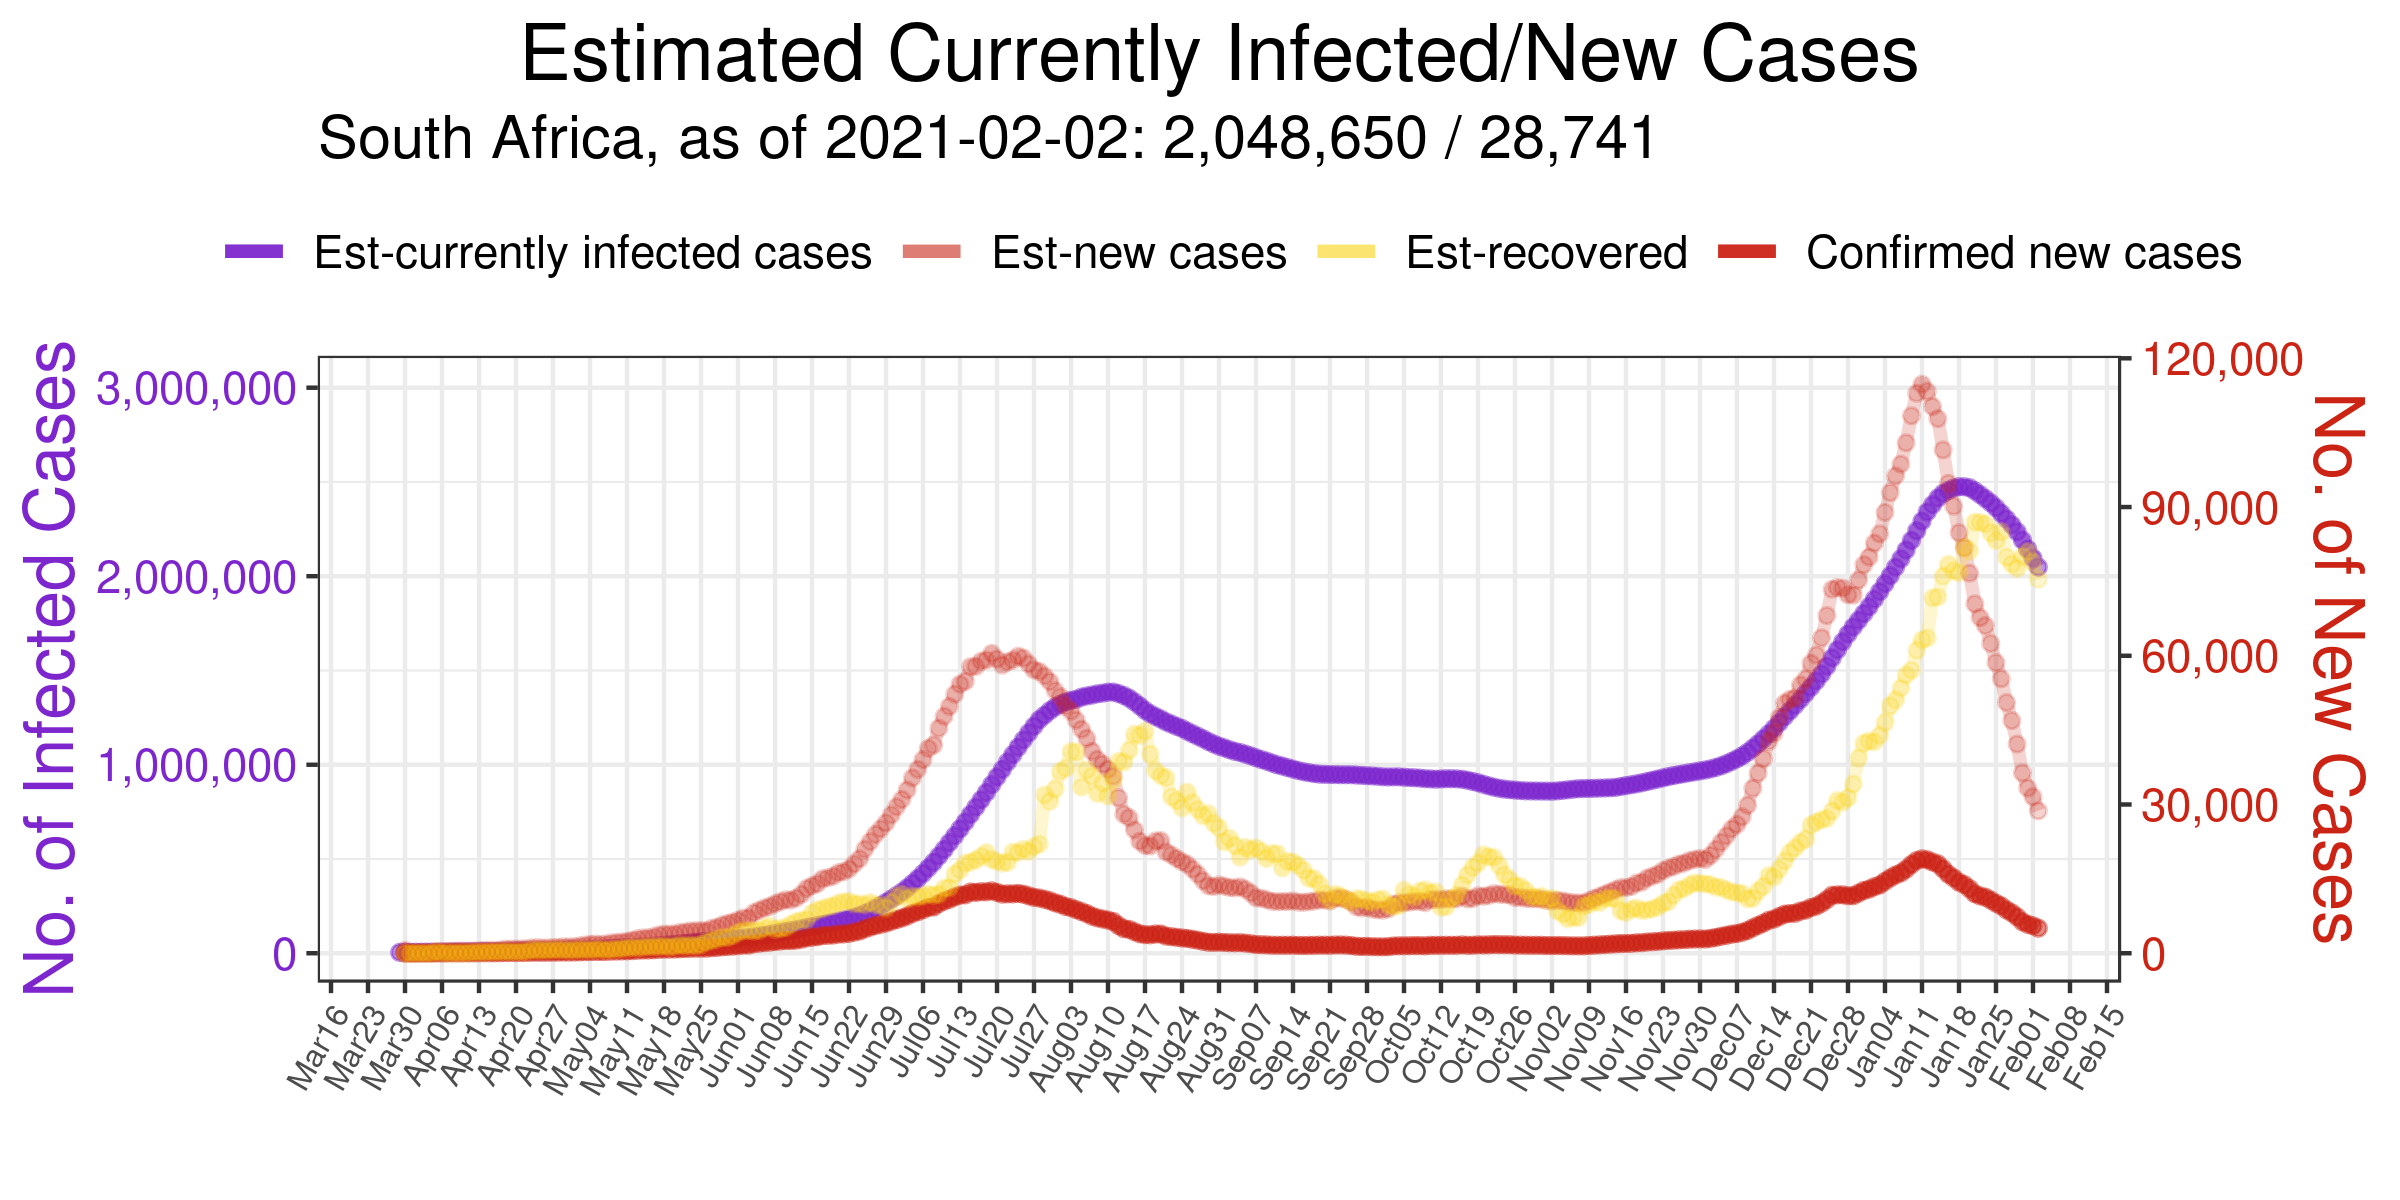 Estimated Currently Infected/New Cases
South Africa, as of 2021-02-02: 2,048,650 / 28,741
Est-currently infected cases Est-new cases Est-recovered Confirmed new cases
No. of Infected Cases
3,000,000
2,000,000
1,000,000
0
120,000
90,000
60,000
30,000
0
No. of New Cases
Mar16 Mar23 Mar30 Apr06 Apr13 Apr20 Apr27 May04 May11 May18 May25 Jun01 Jun08 Jun15 Jun22 Jun29 Jul06 Jul13 Jul20 Jul27 Aug03 Aug10 Aug17 Aug24 Aug31 Sep07 Sep14 Sep21 Sep28 Oct05 Oct12 Oct19 Oct26 Nov02 Nov09 Nov16 Nov23 Nov30 Dec07 Dec14 Dec21 Dec28 Jan04 Jan11 Jan18 Jan25 Feb01 Feb08 Feb15